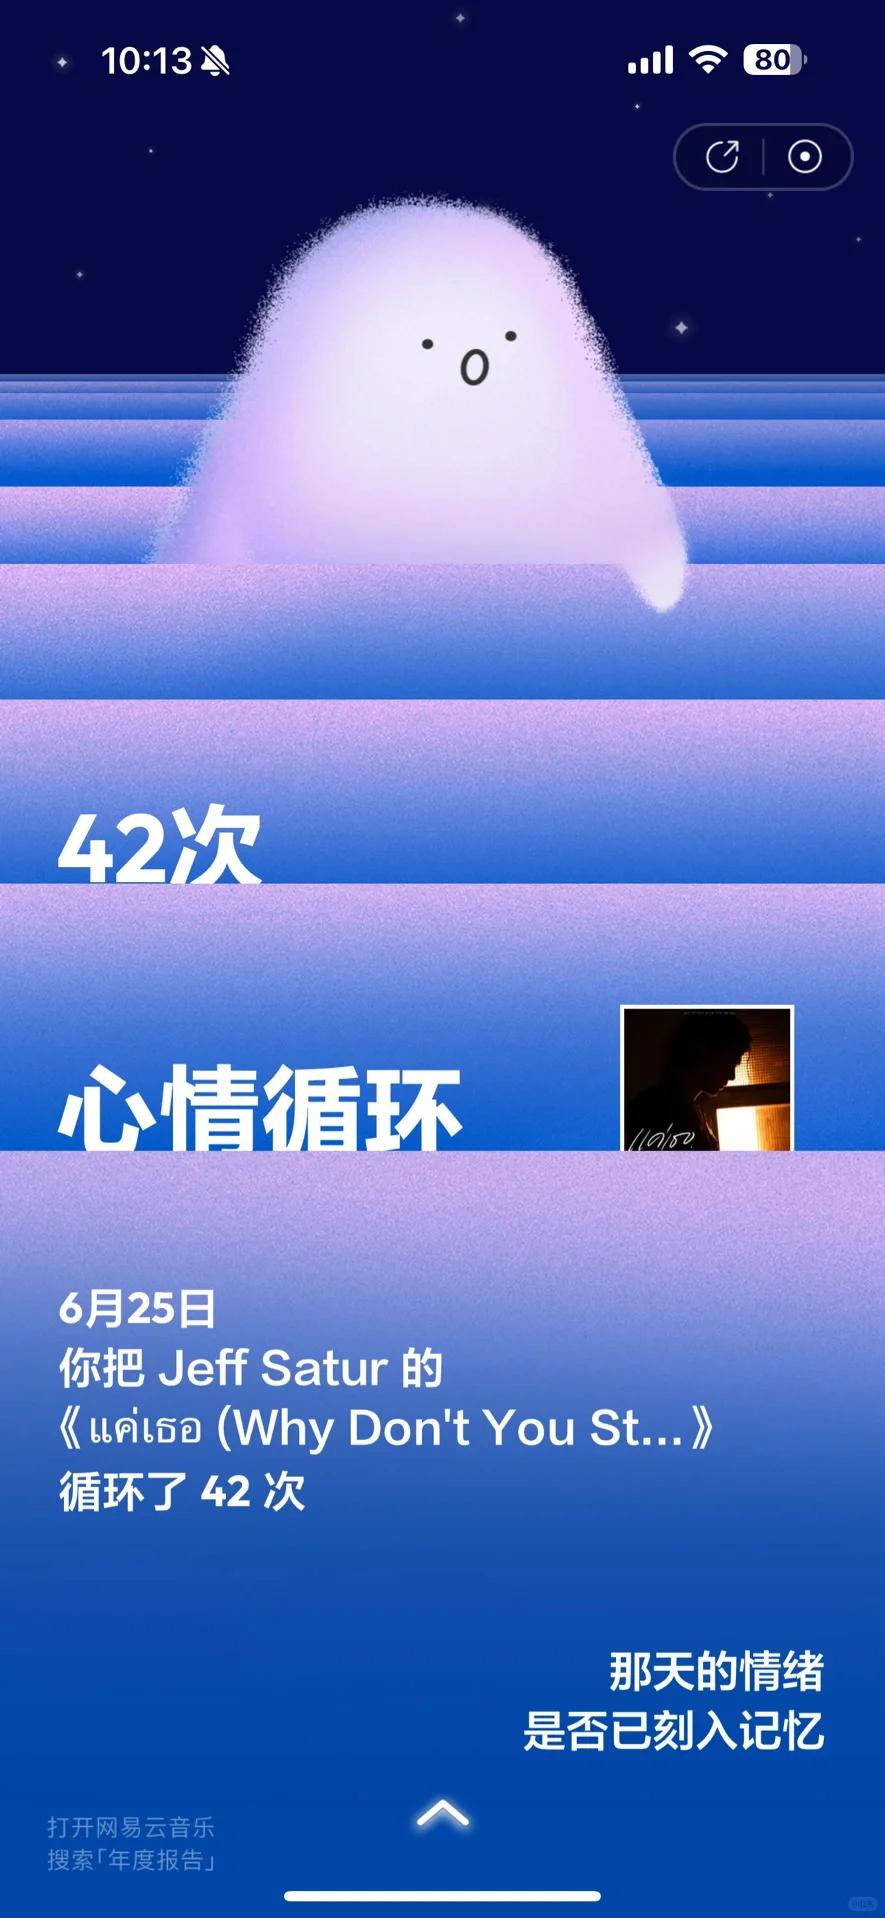 10:13
80
42次
心情循环
แค่เธอ
6月25日
你把 Jeff Satur 的
《แค่เธอ (Why Don't You St...》
循环了 42 次
那天的情绪
是否已刻入记忆
打开网易云音乐
搜索「年度报告」